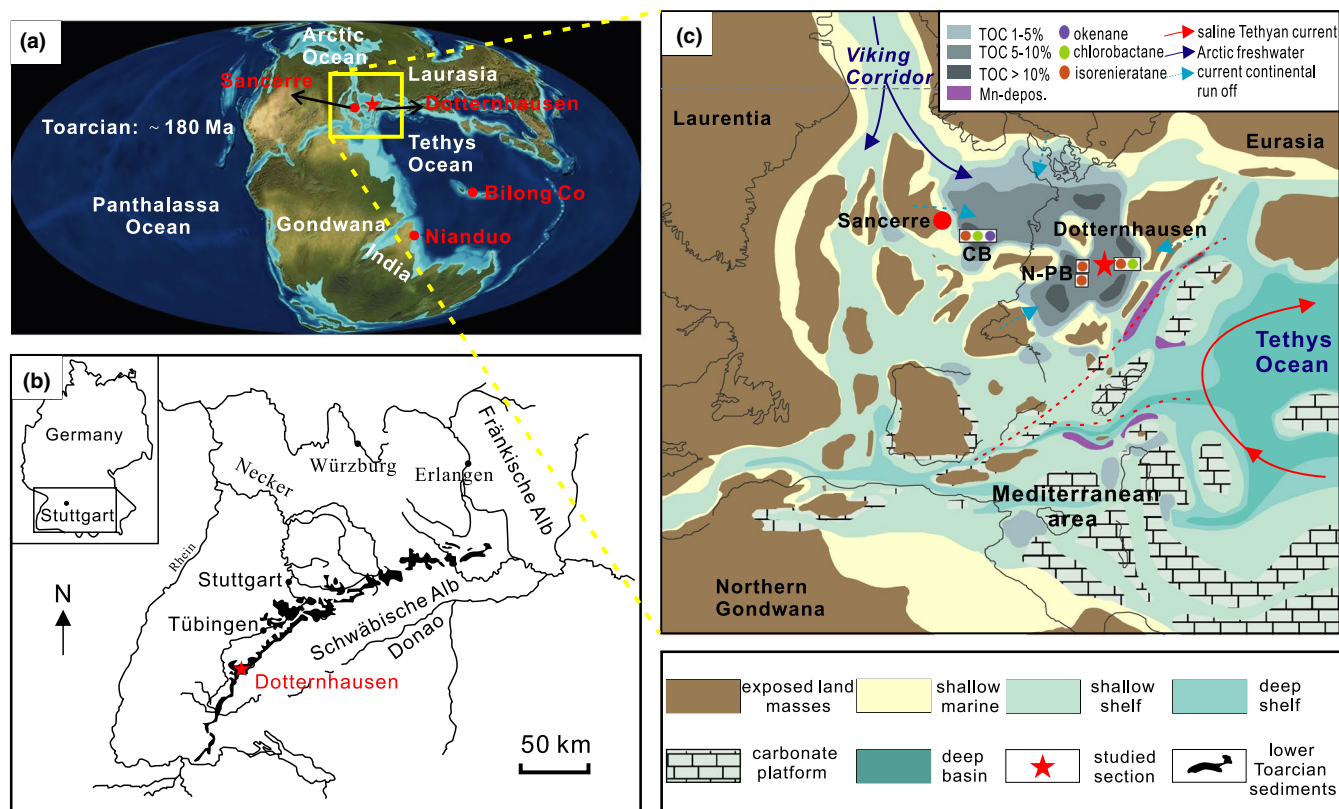 (a)
Arctic
Ocean
Laurasia
Sancerre
Dotternhausen
Toarcian: ~ 180 Ma
Tethys
Ocean
Panthalassa
Ocean
Bilong Co
Gondwana
Nianduo
India
(b)
Germany
Stuttgart
Fränkische Alb
Würzburg
Erlangen
Necker
Rhein
N
Stuttgart
Schwäbische Alb
Tübingen
Donao
Dotternhausen
50 km
(c)
Viking
Corridor
TOC 1-5%
TOC 5-10%
TOC > 10%
Mn-depos.
okenane
chlorobactane
isorenieratane
saline Tethyan current
Arctic freshwater
current continental
run off
Laurentia
Eurasia
Sancerre
Dotternhausen
CB
N-PB
Tethys
Ocean
Mediterranean
area
Northern
Gondwana
exposed land
masses
shallow
marine
shallow
shelf
deep
shelf
carbonate
platform
deep
basin
studied
section
lower
Toarcian
sediments